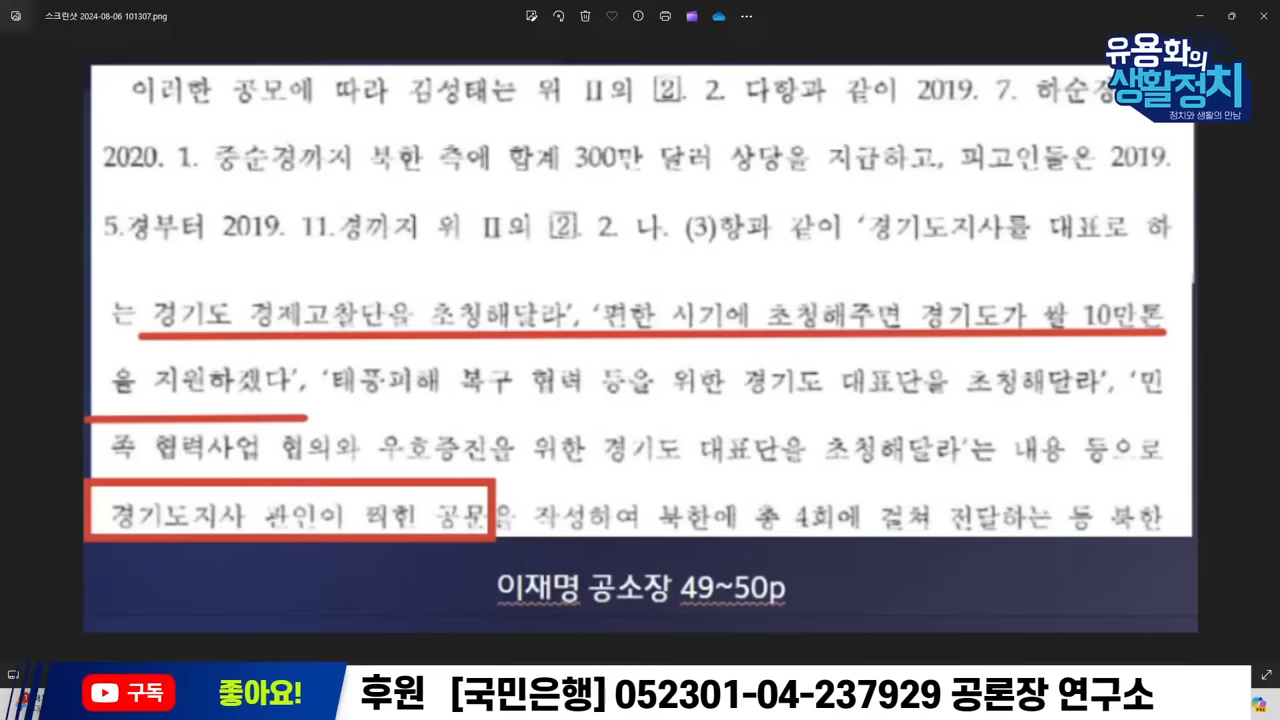 스크린샷 2024-08-06 101307.png
유용화의
생활정치
정치와 생활의 만남
이러한 공모에 따라 김성태는 위 Ⅱ의 2. 2. 다항과 같이 2019. 7. 하순경
2020. 1. 중순경까지 북한 측에 합계 300만 달러 상당을 지급하고, 피고인들은 2019.
5.경부터 2019. 11.경까지 위 Ⅱ의 2. 2. 나. (3)항과 같이 '경기도지사를 대표로 하
는 경기도 경제고찰단을 초청해달라', '편한 시기에 초청해주면 경기도가 쌀 10만톤
을 지원하겠다', '태풍피해 복구 협력 등을 위한 경기도 대표단을 초청해달라', '민
족 협력사업 협의와 우호증진을 위한 경기도 대표단을 초청해달라'는 내용 등으로
경기도지사 관인이 찍힌 공문을 작성하여 북한에 총 4회에 걸쳐 전달하는 등 북한
이재명 공소장 49~50p
구독 좋아요! 후원 [국민은행] 052301-04-237929 공론장 연구소